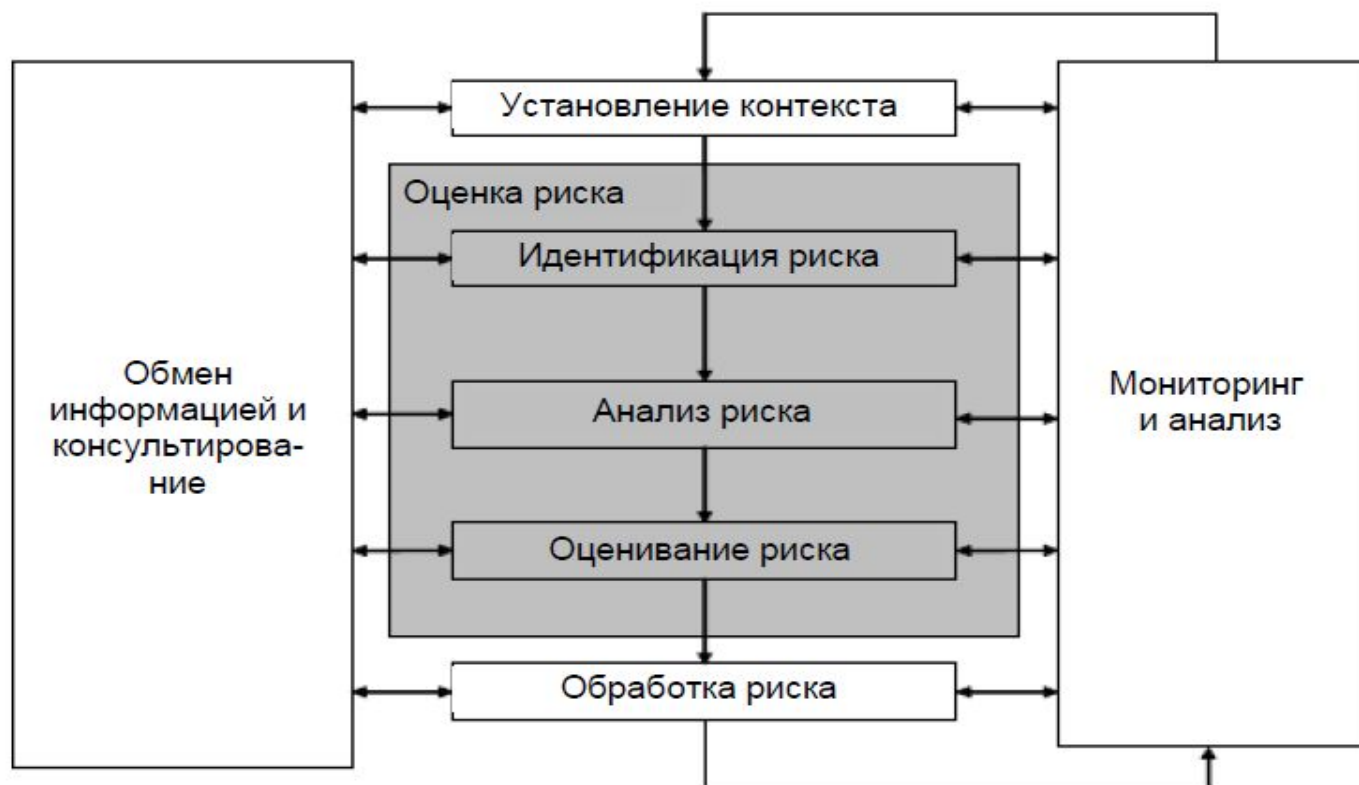 Установление контекста
Оценка риска
Идентификация риска
Обмен
информацией и
консультирова-
ние
Анализ риска
Мониторинг
и анализ
Оценивание риска
Обработка риска